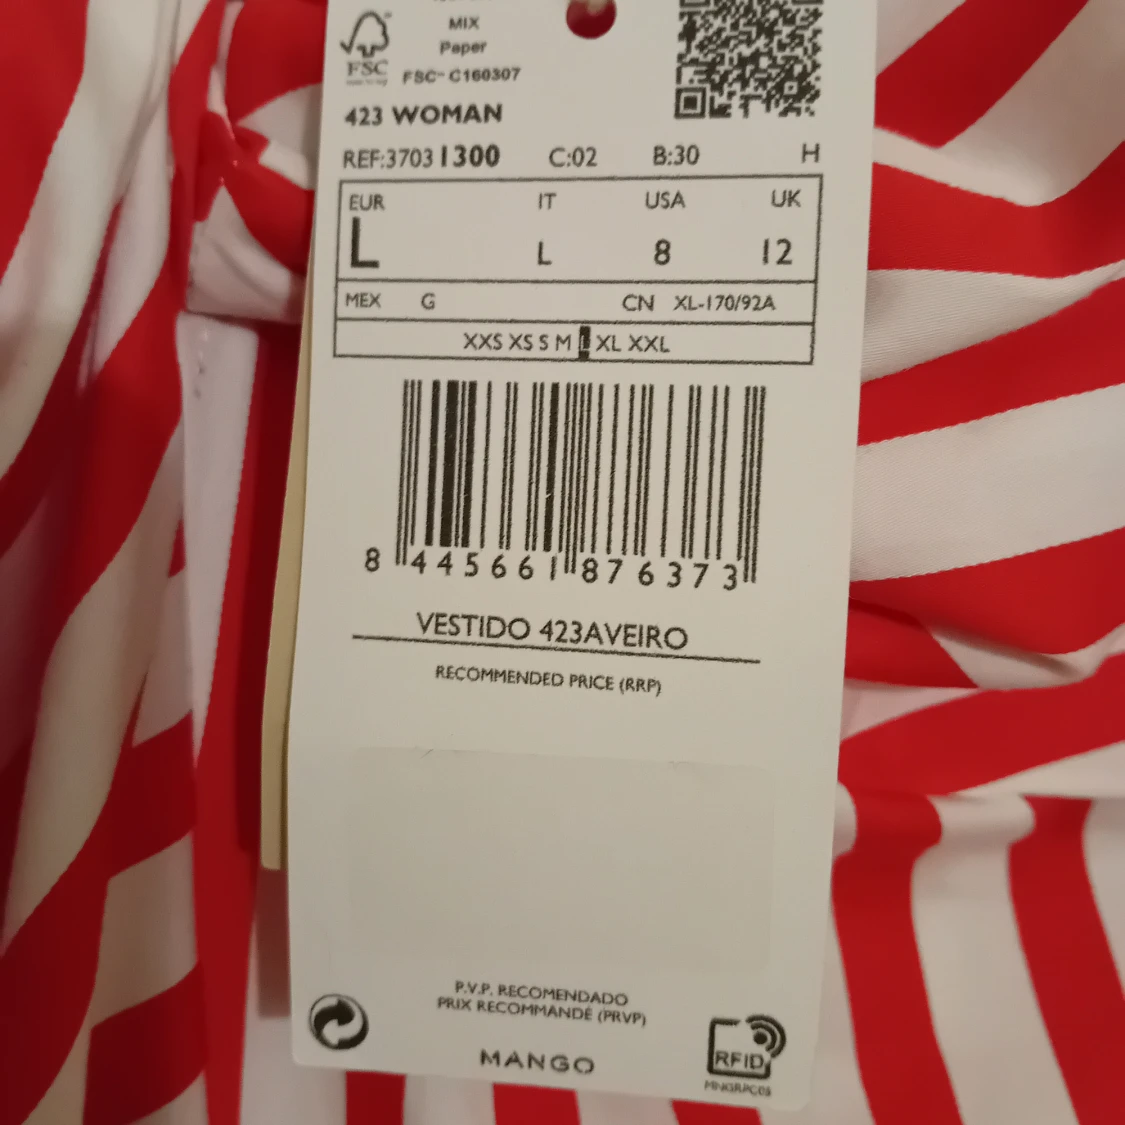 MIX
Paper
FSC
FSC- C160307
423 WOMAN
REF:37031300 C:02 B:30 H
EUR IT USA UK
L L 8 12
MEX G CN XL-170/92A
XXS XS S M L XL XXL
8 445661 876373
VESTIDO 423AVEIRO
RECOMMENDED PRICE (RRP)
P.V.P. RECOMENDADO
PRIX RECOMMANDÉ (PRVP)
MANGO
RFID
MNGRPC05